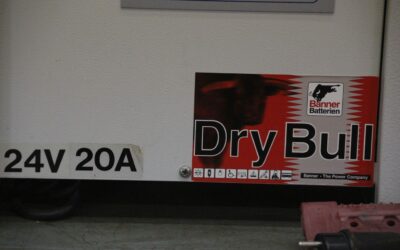 Banner
Batterien
Dry Bull
24V 20A
Banner - The Power Company